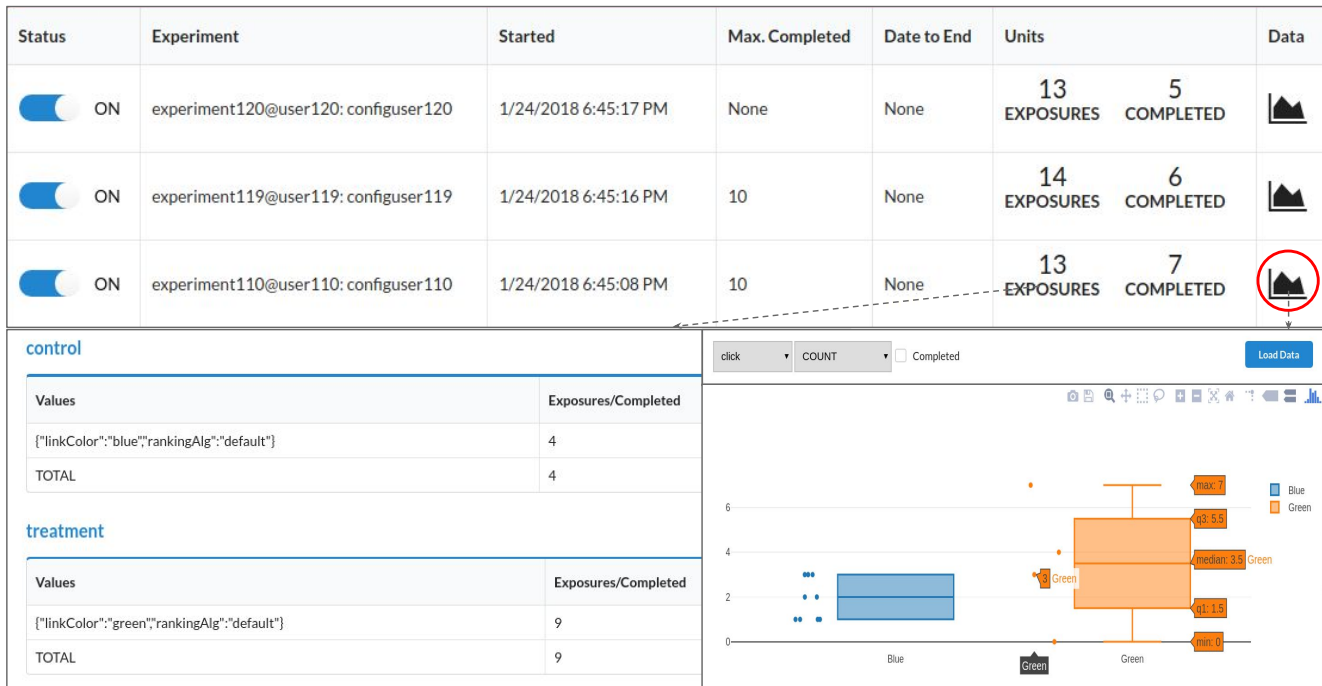 Status Experiment Started Max. Completed Date to End Units Data
ON experiment120@user120: configuser120 1/24/2018 6:45:17 PM None None 13 EXPOSURES 5 COMPLETED
ON experiment119@user119: configuser119 1/24/2018 6:45:16 PM 10 None 14 EXPOSURES 6 COMPLETED
ON experiment110@user110: configuser110 1/24/2018 6:45:08 PM 10 None 13 EXPOSURES 7 COMPLETED
control
Values Exposures/Completed
{"linkColor":"blue","rankingAlg":"default"} 4
TOTAL 4
treatment
Values Exposures/Completed
{"linkColor":"green","rankingAlg":"default"} 9
TOTAL 9
click COUNT Completed Load Data
max: 7
Blue
6
Green
q3: 5.5
4
median: 3.5 Green
3 Green
2
q1: 1.5
0
min: 0
Blue Green Green